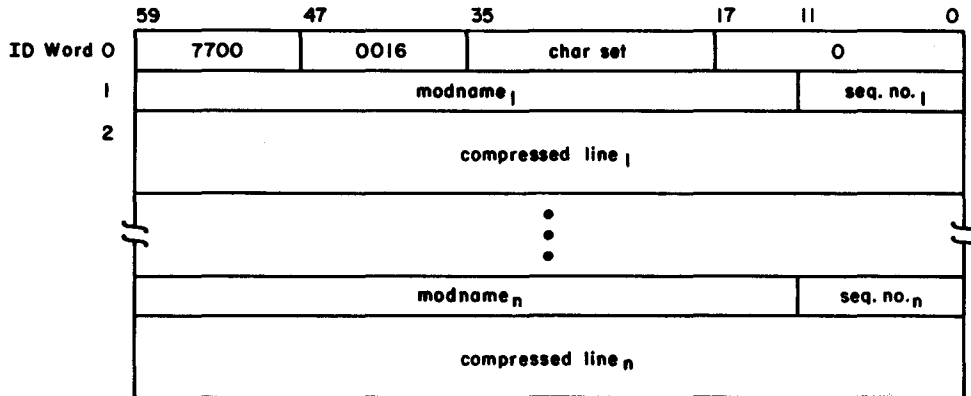 59 47 35 17 11 0
ID Word 0 7700 0016 char set 0
1 modname1 seq. no.1
2
compressed line1
modnamen seq. no.n
compressed linen